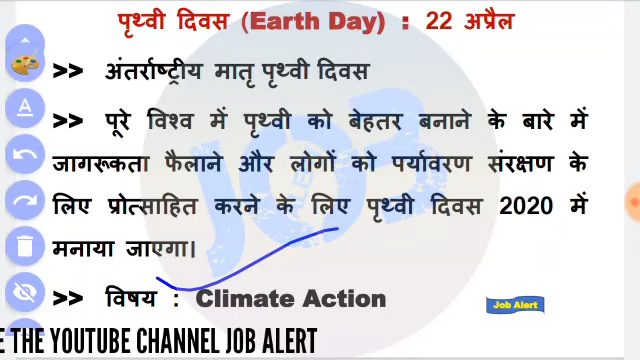 पृथ्वी दिवस (Earth Day) : 22 अप्रैल
>> अंतर्राष्ट्रीय मातृ पृथ्वी दिवस
>> पूरे विश्व में पृथ्वी को बेहतर बनाने के बारे में
जागरूकता फैलाने और लोगों को पर्यावरण संरक्षण के
लिए प्रोत्साहित करने के लिए पृथ्वी दिवस 2020 में
मनाया जाएगा।
>> विषय : Climate Action
Job Alert
E THE YOUTUBE CHANNEL JOB ALERT
JOB